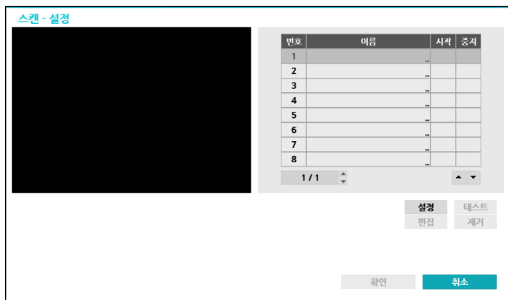 스캔 - 설정
번호 이름 시작 중지
1 ...
2 ...
3 ...
4 ...
5 ...
6 ...
7 ...
8 ...
1 / 1
설정 테스트
편집 제거
확인 취소